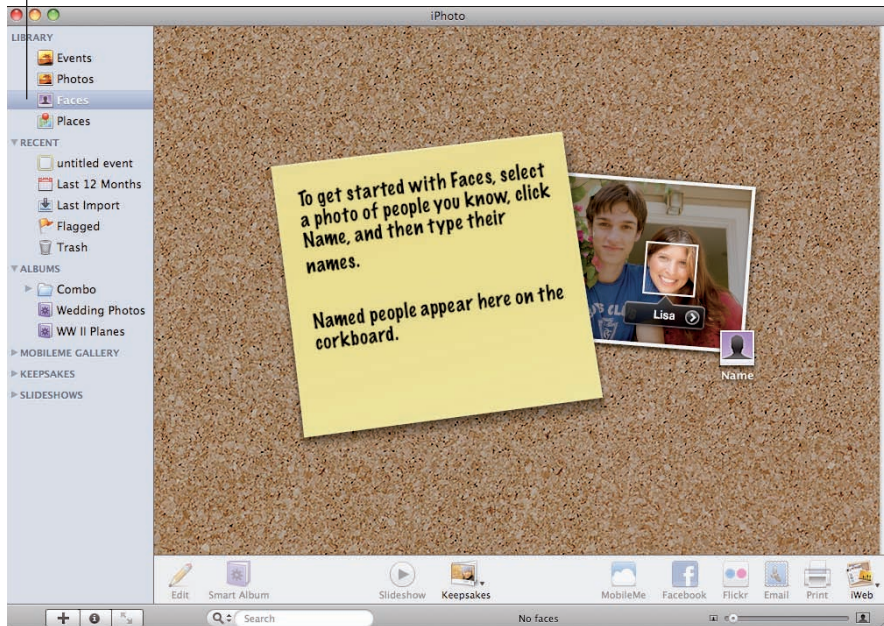 iPhoto
LIBRARY
Events
Photos
Faces
Places
RECENT
untitled event
Last 12 Months
Last Import
Flagged
Trash
ALBUMS
Combo
Wedding Photos
WW II Planes
MOBILEME GALLERY
KEEPSAKES
SLIDESHOWS
To get started with Faces, select
a photo of people you know, click
Name, and then type their
names.
Named people appear here on the
corkboard.
Lisa
Name
Edit
Smart Album
Slideshow
Keepsakes
MobileMe
Facebook
Flickr
Email
Print
iWeb
Search
No faces